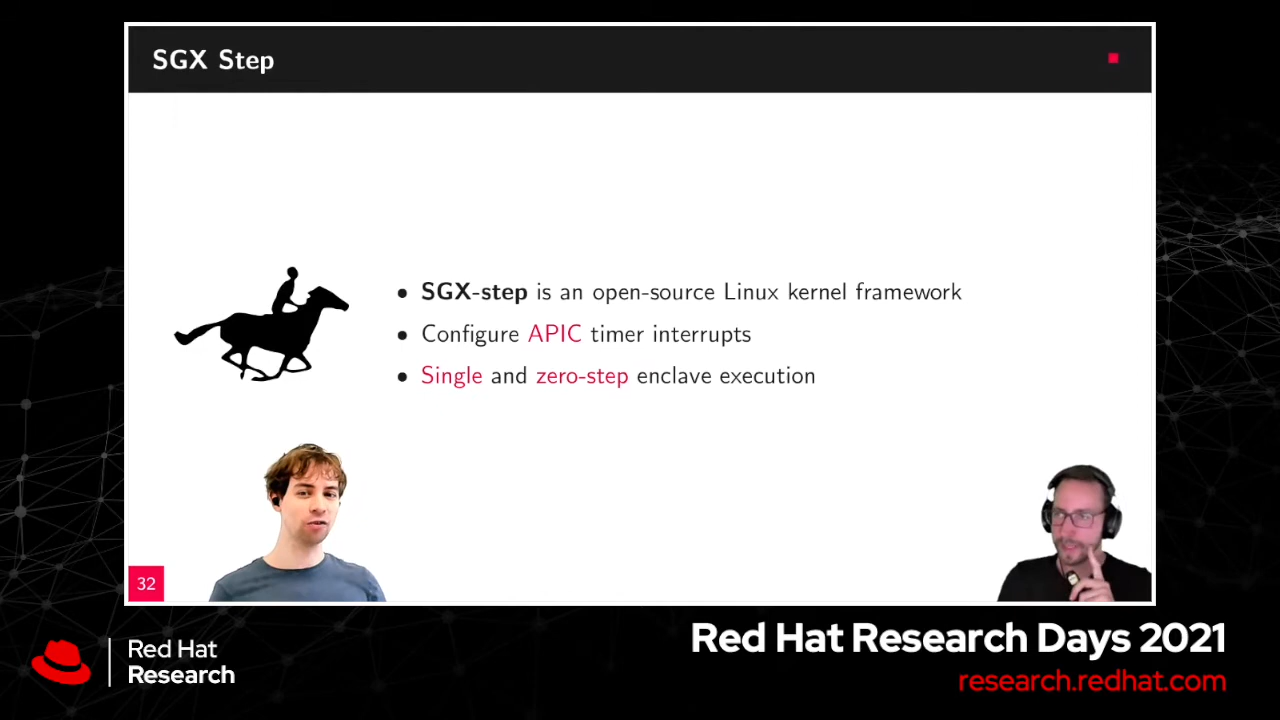 SGX Step
• SGX-step is an open-source Linux kernel framework
• Configure APIC timer interrupts
• Single and zero-step enclave execution
32
Red Hat
Research
Red Hat Research Days 2021
research.redhat.com